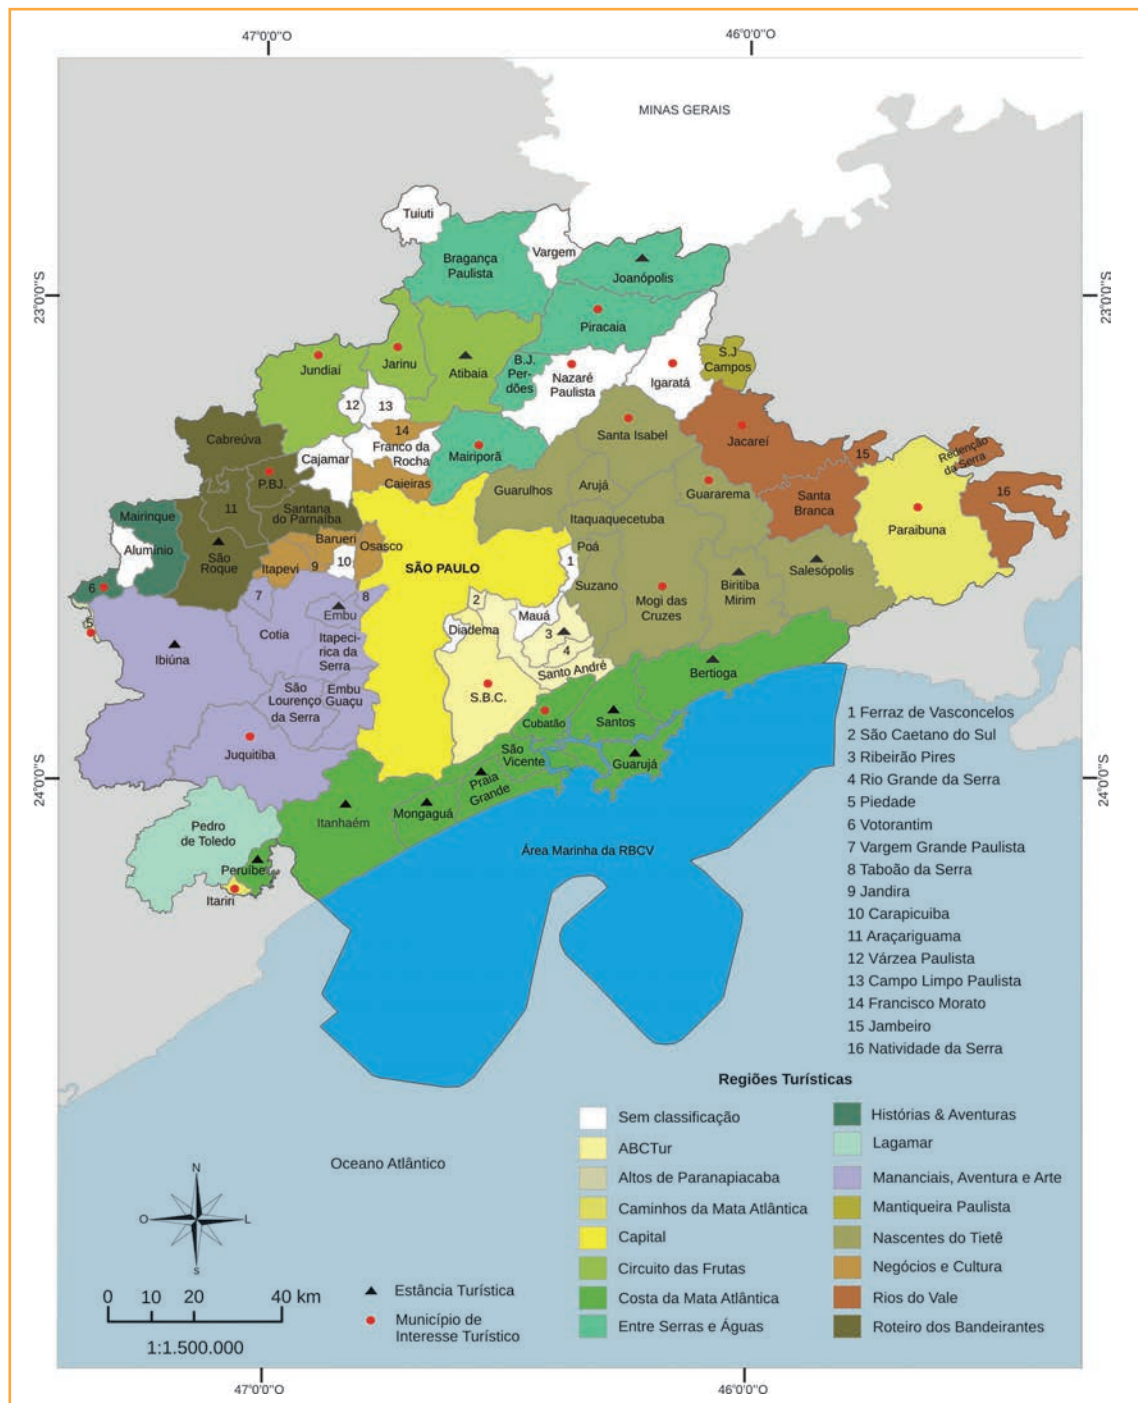 47°0'0"O
46°0'0"O
MINAS GERAIS
Tuiuti
Vargem
Bragança
Paulista
Joanópolis
23°0'0"S
23°0'0"S
Piracaia
Jundiaí
Jarinu
Atibaia
B.J.
Per-
dões
Nazaré
Paulista
Igaratá
S.J
Campos
12
13
14
Cabreúva
Franco da
Rocha
Cajamar
Mairiporã
Santa Isabel
Jacareí
15
Redenção
da Serra
P.BJ.
Caieiras
Guarulhos
Arujá
Guararema
16
11
Santana
do Parnaíba
Santa
Branca
Paraibuna
Mairinque
Itaquaquecetuba
Alumínio
Barueri
Osasco
Poá
São
Roque
Itapevi
9
10
SÃO PAULO
1
Suzano
Salesópolis
6
7
8
2
Biritiba
Mirim
Mogi das
Cruzes
Embu
Mauá
5
Cotia
Diadema
3
Itapeci-
rica da
Serra
4
Ibiúna
Santo André
Bertioga
São
Lourenço
da Serra
Embu
Guaçu
S.B.C.
Cubatão
Santos
Juquitiba
São
Vicente
Guarujá
24°0'0"S
24°0'0"S
Praia
Grande
Mongaguá
Itanhaém
Pedro
de Toledo
Peruíbe
Itariri
Área Marinha da RBCV
1 Ferraz de Vasconcelos
2 São Caetano do Sul
3 Ribeirão Pires
4 Rio Grande da Serra
5 Piedade
6 Votorantim
7 Vargem Grande Paulista
8 Taboão da Serra
9 Jandira
10 Carapicuiba
11 Araçariguama
12 Várzea Paulista
13 Campo Limpo Paulista
14 Francisco Morato
15 Jambeiro
16 Natividade da Serra
Regiões Turísticas
Sem classificação
ABCTur
Altos de Paranapiacaba
Caminhos da Mata Atlântica
Capital
Circuito das Frutas
Costa da Mata Atlântica
Entre Serras e Águas
Histórias & Aventuras
Lagamar
Mananciais, Aventura e Arte
Mantiqueira Paulista
Nascentes do Tietê
Negócios e Cultura
Rios do Vale
Roteiro dos Bandeirantes
Oceano Atlântico
N
O
L
S
0 10 20 40 km
1:1.500.000
Estância Turística
Município de
Interesse Turístico
47°0'0"O
46°0'0"O